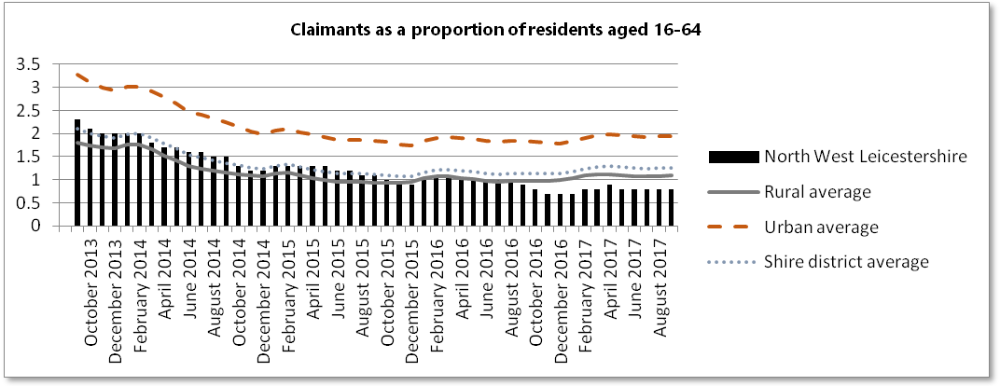 Claimants as a proportion of residents aged 16-64
3.5
3
2.5
2
1.5
1
0.5
0
October 2013
December 2013
February 2014
April 2014
June 2014
August 2014
October 2014
December 2014
February 2015
April 2015
June 2015
August 2015
October 2015
December 2015
February 2016
April 2016
June 2016
August 2016
October 2016
December 2016
February 2017
April 2017
June 2017
August 2017
North West Leicestershire
Rural average
Urban average
Shire district average